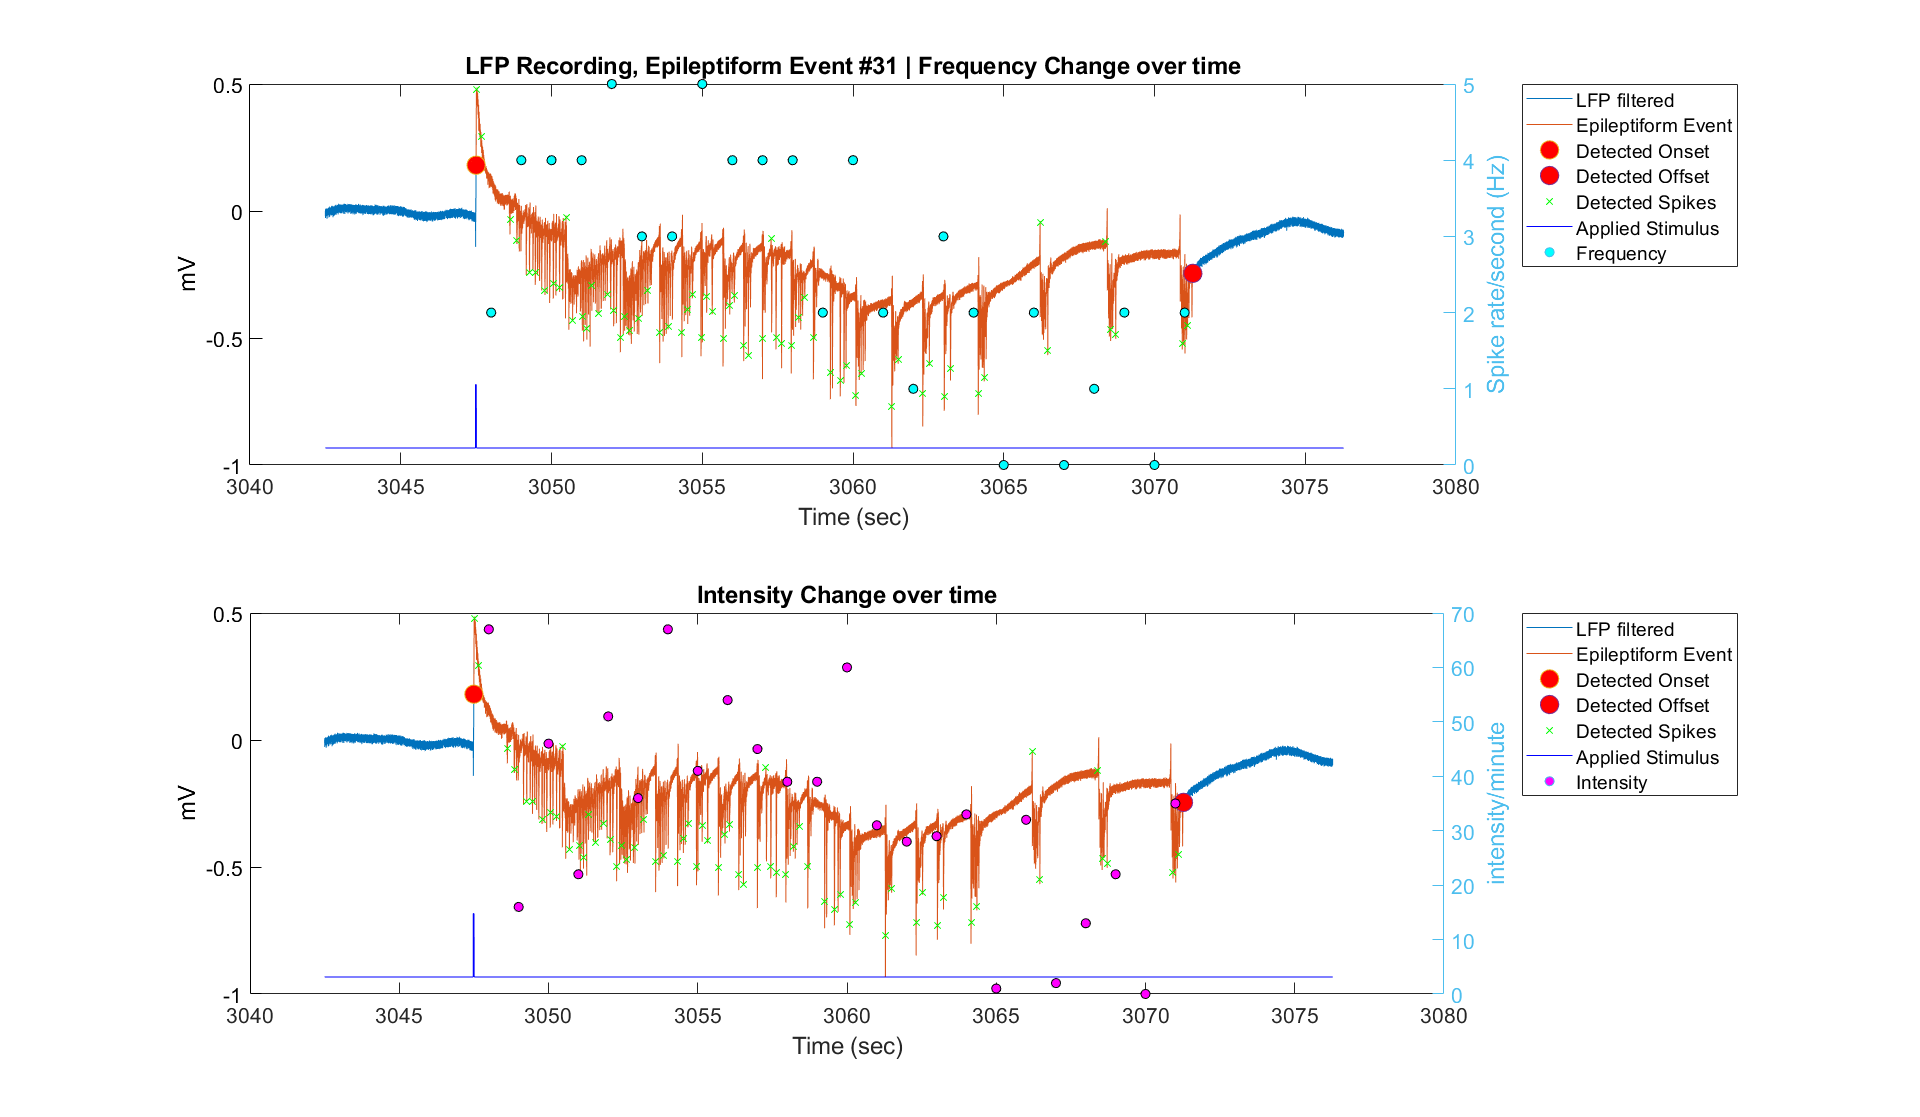 LFP Recording, Epileptiform Event #31 | Frequency Change over time
0.5
0
-0.5
-1
mV
5
4
3
2
1
0
Spike rate/second (Hz)
3040 3045 3050 3055 3060 3065 3070 3075 3080
Time (sec)
LFP filtered
Epileptiform Event
Detected Onset
Detected Offset
Detected Spikes
Applied Stimulus
Frequency
Intensity Change over time
0.5
0
-0.5
-1
mV
70
60
50
40
30
20
10
0
intensity/minute
3040 3045 3050 3055 3060 3065 3070 3075 3080
Time (sec)
LFP filtered
Epileptiform Event
Detected Onset
Detected Offset
Detected Spikes
Applied Stimulus
Intensity